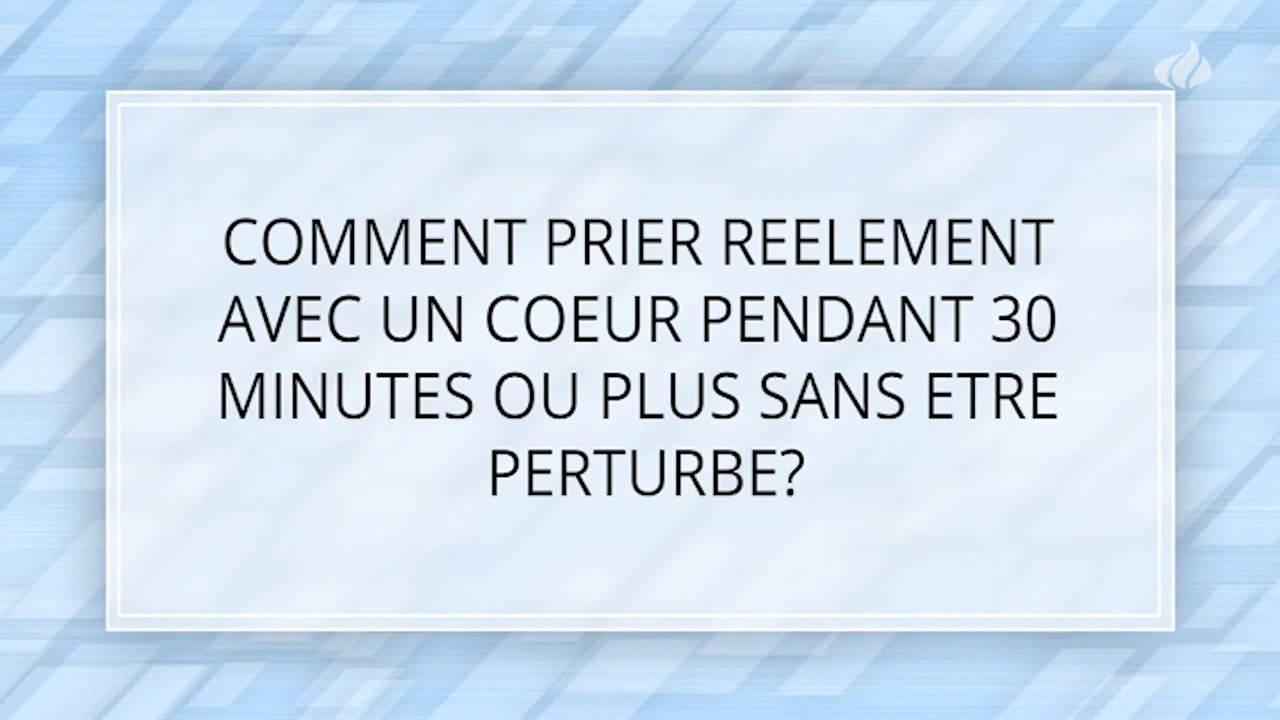 COMMENT PRIER REELEMENT
AVEC UN COEUR PENDANT 30
MINUTES OU PLUS SANS ETRE
PERTURBE?